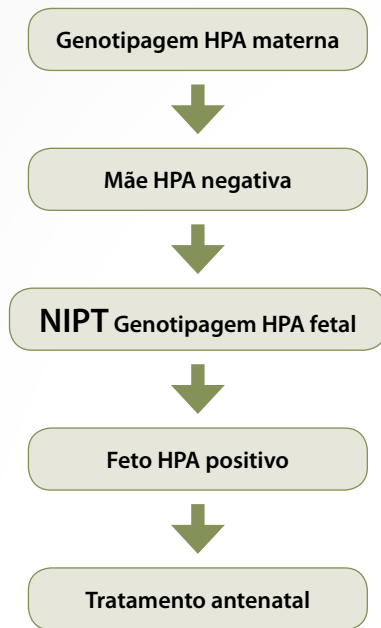 Genotipagem HPA materna
Mãe HPA negativa
NIPT Genotipagem HPA fetal
Feto HPA positivo
Tratamento antenatal